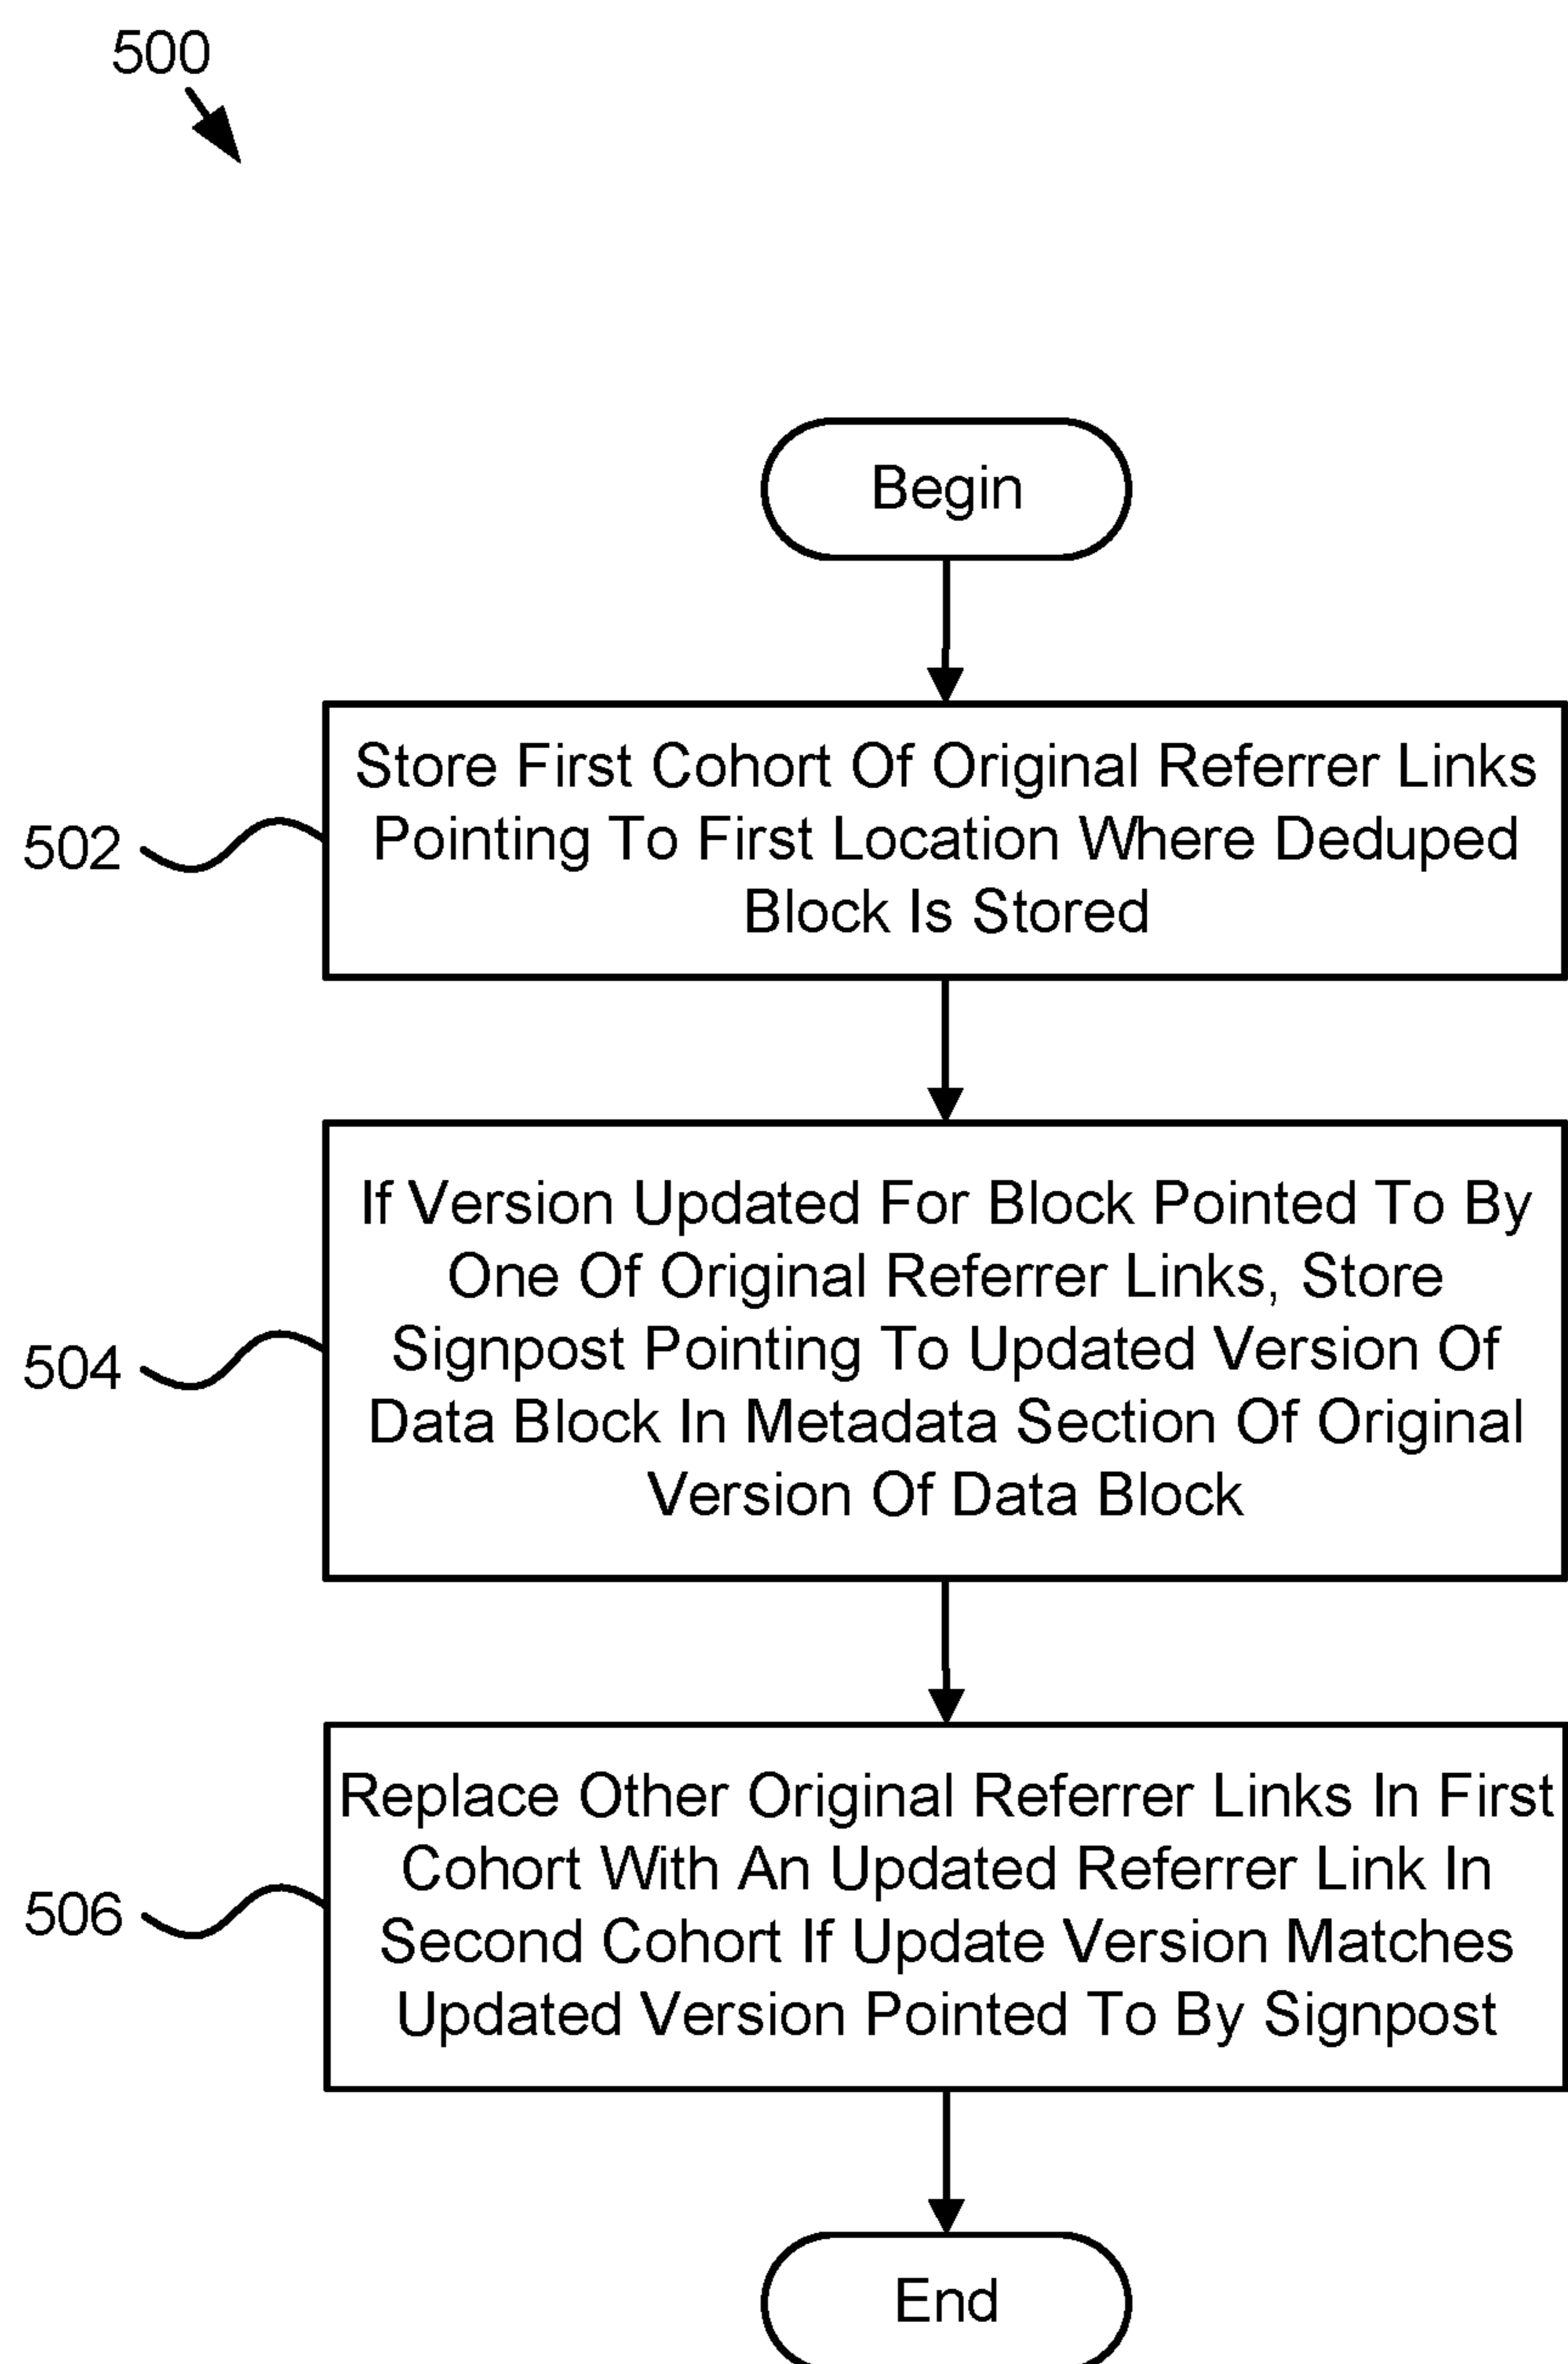 500
Begin
Store First Cohort Of Original Referrer Links
Pointing To First Location Where Deduped
Block Is Stored
502
If Version Updated For Block Pointed To By
One Of Original Referrer Links, Store
Signpost Pointing To Updated Version Of
Data Block In Metadata Section Of Original
Version Of Data Block
504
Replace Other Original Referrer Links In First
Cohort With An Updated Referrer Link In
Second Cohort If Update Version Matches
Updated Version Pointed To By Signpost
506
End